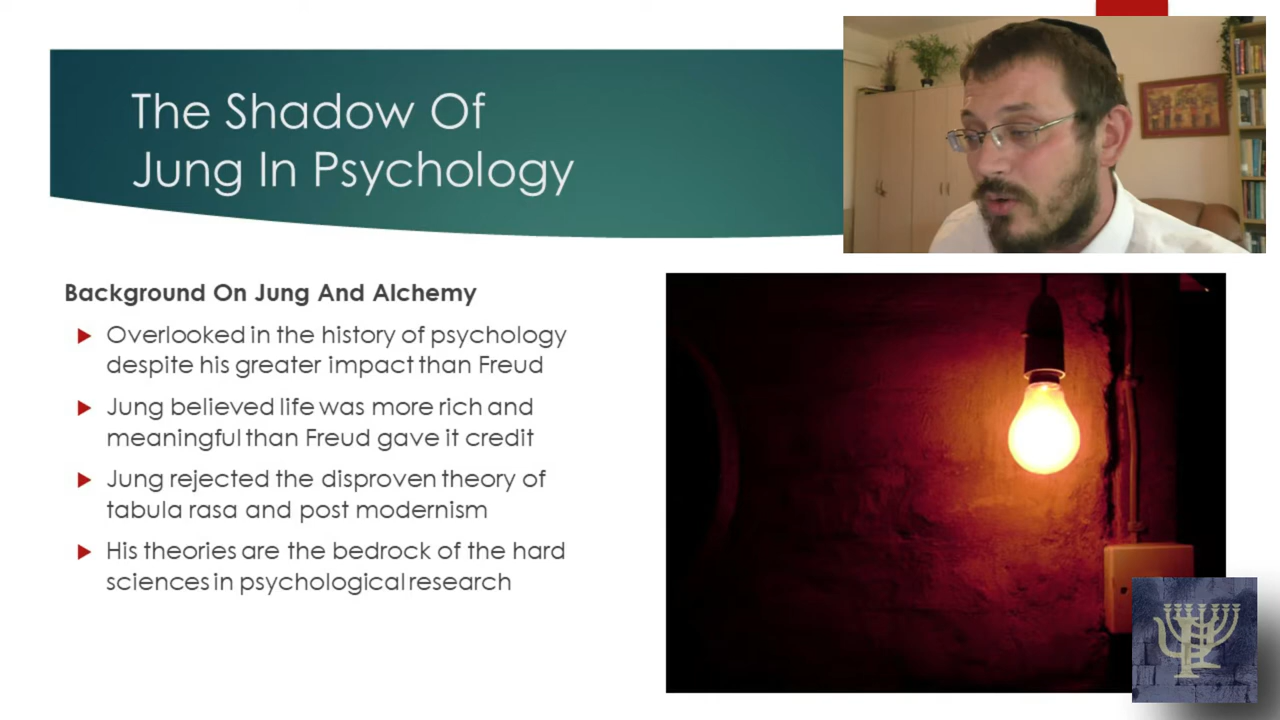 The Shadow Of
Jung In Psychology
Background On Jung And Alchemy
Overlooked in the history of psychology
despite his greater impact than Freud
Jung believed life was more rich and
meaningful than Freud gave it credit
Jung rejected the disproven theory of
tabula rasa and post modernism
His theories are the bedrock of the hard
sciences in psychological research